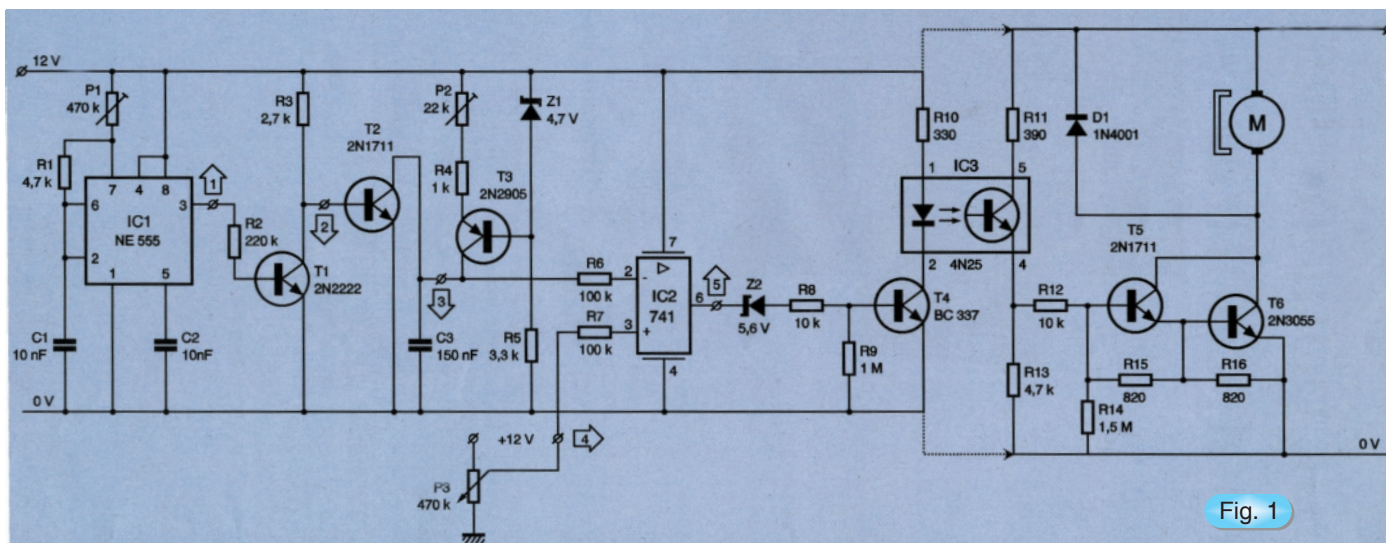 12 V
P1
470 k
R1
4,7 k
7
4
8
6
2
IC1
NE 555
3
1
5
1
R2
220 k
C1
10 nF
C2
10nF
R3
2,7 k
T1
2N2222
2
T2
2N1711
P2
22 k
R4
1 k
T3
2N2905
Z1
4,7 V
3
C3
150 nF
R5
3,3 k
R6
100 k
R7
100 k
2
-
3
+
7
IC2
741
4
6
5
Z2
5,6 V
R8
10 k
R9
1 M
T4
BC 337
R10
330
R11
390
1
IC3
5
2
4N25
4
D1
1N4001
M
T5
2N1711
R12
10 k
T6
2N3055
R13
4,7 k
R14
1,5 M
R15
820
R16
820
0 V
0 V
+12 V
4
P3
470 k
Fig. 1